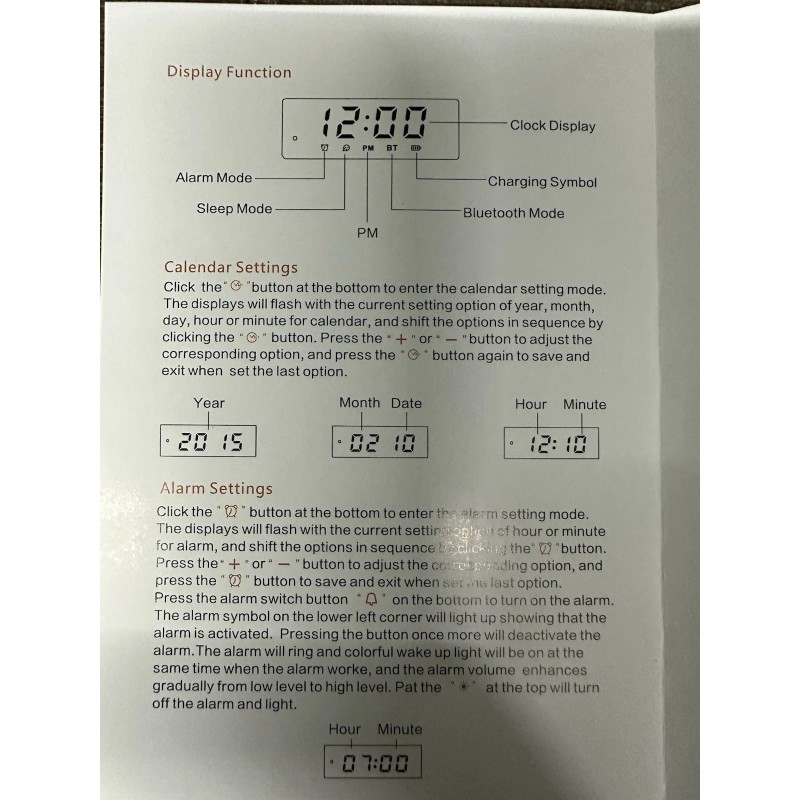 Display Function
12:00
PM BT
Clock Display
Alarm Mode
Charging Symbol
Sleep Mode
Bluetooth Mode
PM
Calendar Settings
Click the" "button at the bottom to enter the calendar setting mode.
The displays will flash with the current setting option of year, month,
day, hour or minute for calendar, and shift the options in sequence by
clicking the " " button. Press the " + " or " — "button to adjust the
corresponding option, and press the " " button again to save and
exit when set the last option.
Year
Month Date
Hour Minute
20 15
02 10
12:10
Alarm Settings
Click the " " button at the bottom to enter the alarm setting mode.
The displays will flash with the current setting option of hour or minute
for alarm, and shift the options in sequence by clicking the" "button.
Press the" + "or" — "button to adjust the corresponding option, and
press the " " button to save and exit when set the last option.
Press the alarm switch button " " on the bottom to turn on the alarm.
The alarm symbol on the lower left corner will light up showing that the
alarm is activated. Pressing the button once more will deactivate the
alarm.The alarm will ring and colorful wake up light will be on at the
same time when the alarm worke, and the alarm volume enhances
gradually from low level to high level. Pat the " " at the top will turn
off the alarm and light.
Hour Minute
07:00